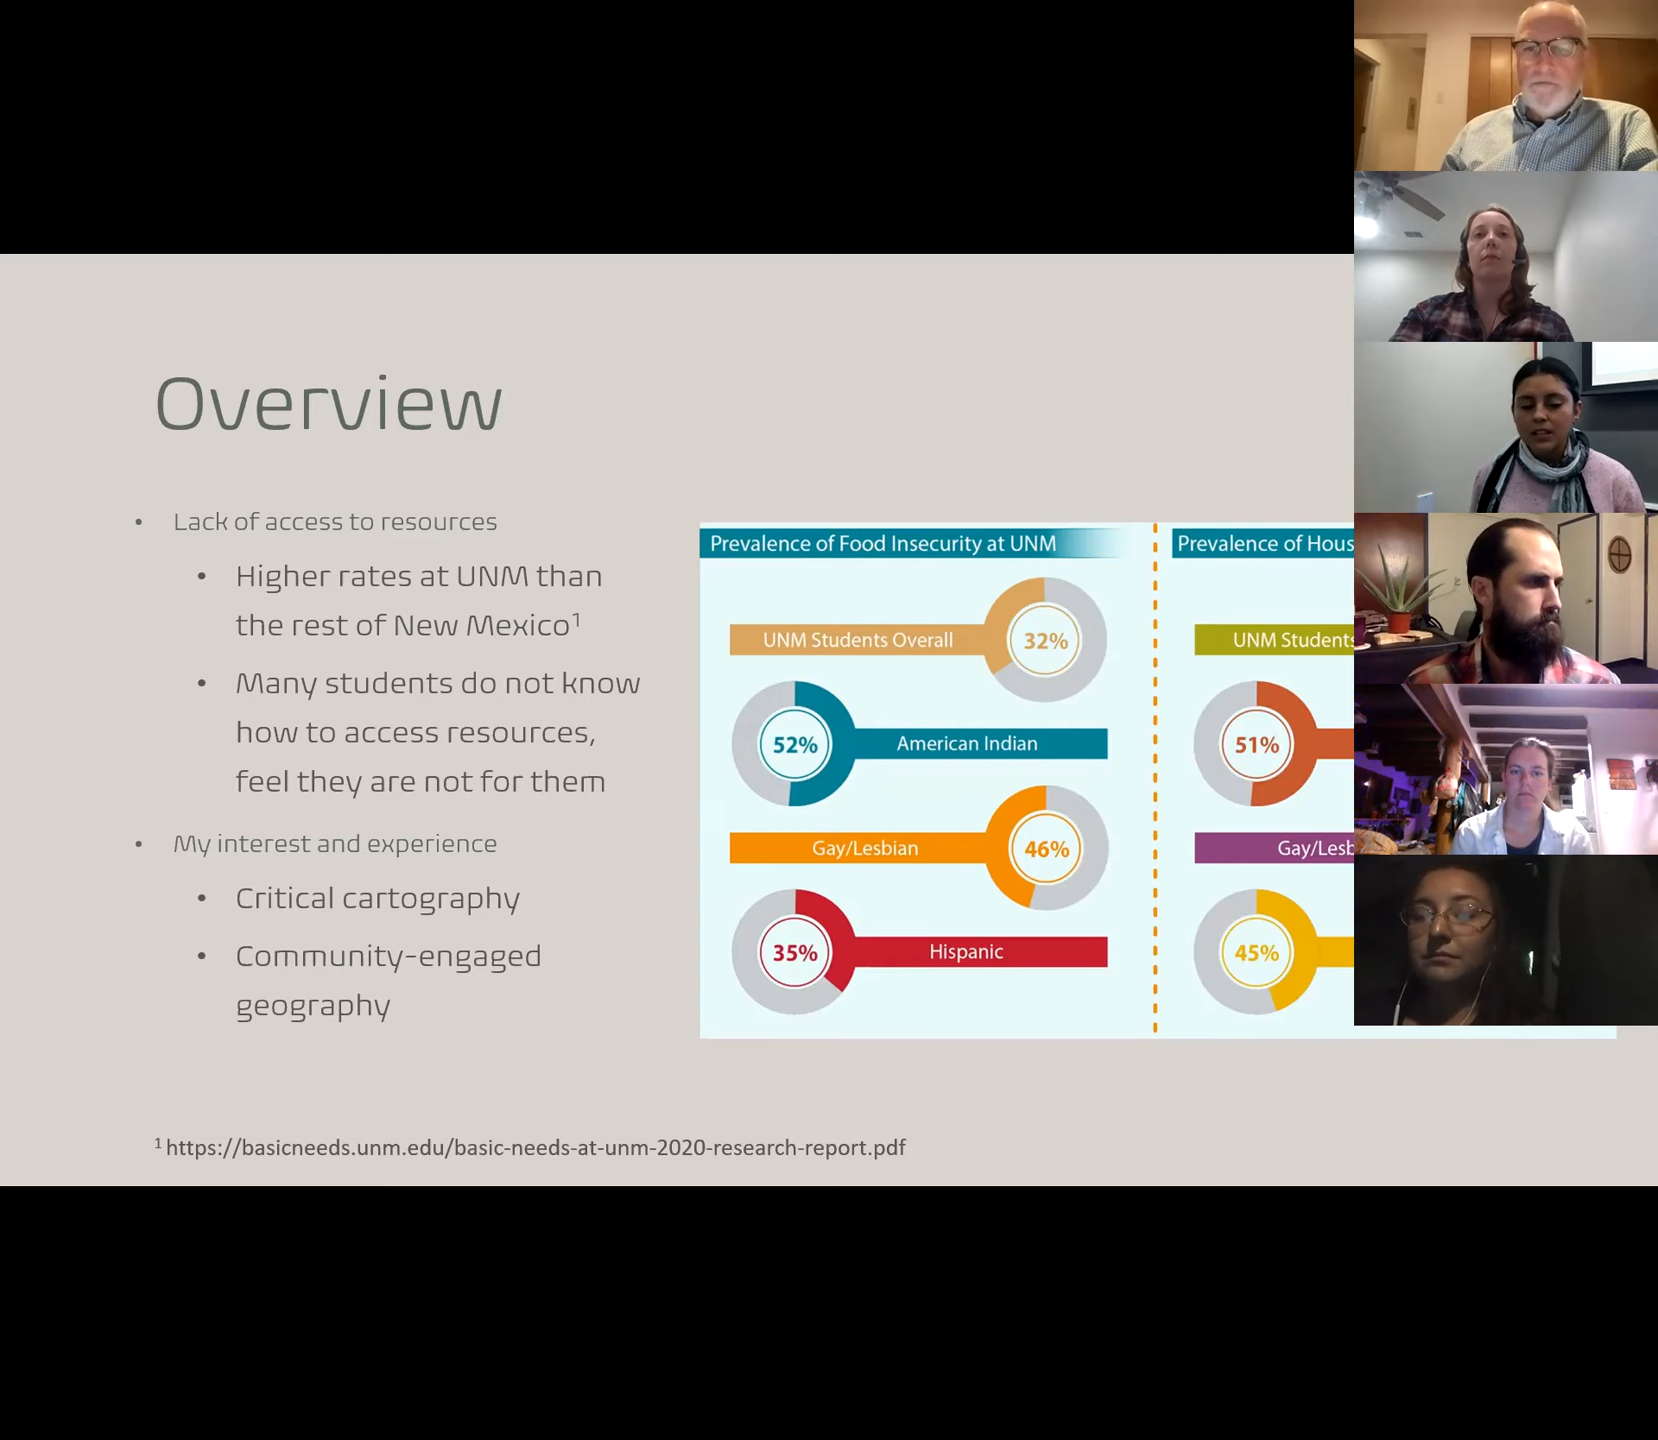 Overview
• Lack of access to resources
• Higher rates at UNM than
the rest of New Mexico¹
• Many students do not know
how to access resources,
feel they are not for them
• My interest and experience
• Critical cartography
• Community-engaged
geography
Prevalence of Food Insecurity at UNM
UNM Students Overall
32%
52%
American Indian
Gay/Lesbian
46%
35%
Hispanic
Prevalence of
UNM Students
51%
45%
¹ https://basicneeds.unm.edu/basic-needs-at-unm-2020-research-report.pdf